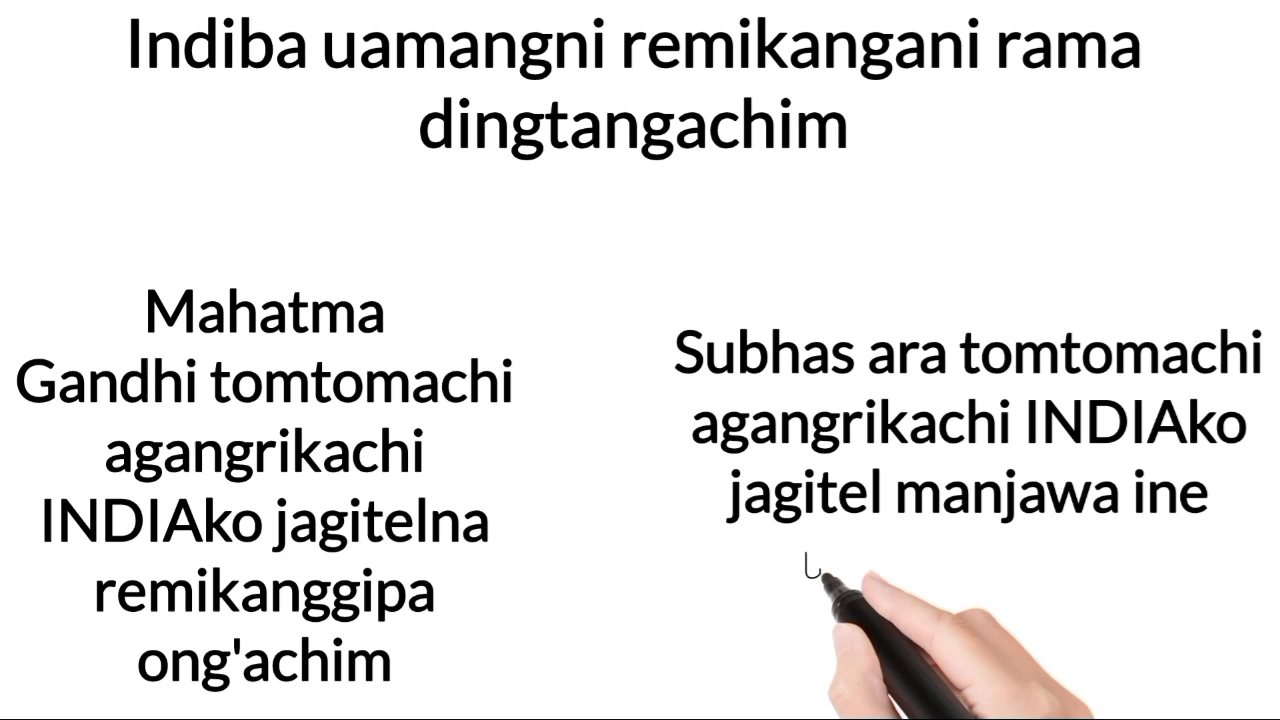 Indiba uamangni remikangani rama
dingtangachim
Mahatma
Gandhi tomtomachi
agangrikachi
INDIAko jagitelna
remikanggipa
ong'achim
Subhas ara tomtomachi
agangrikachi INDIAko
jagitel manjawa ine